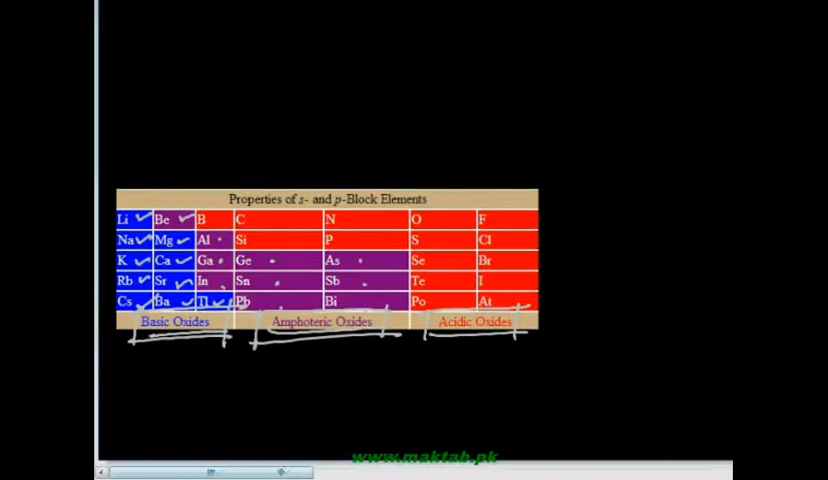 Properties of s- and p-Block Elements
Li Be B C N O F
Na Mg Al Si P S Cl
K Ca Ga Ge As Se Br
Rb Sr In Sn Sb Te I
Cs Ba Tl Pb Bi Po At
Basic Oxides Amphoteric Oxides Acidic Oxides
www.maktab.pk